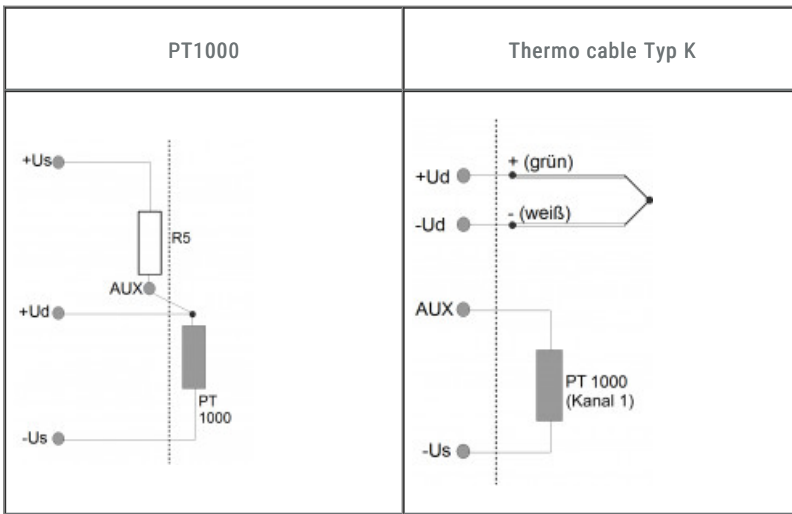 PT1000
Thermo cable Typ K
+Us
R5
AUX
+Ud
PT
1000
-Us
+ (grün)
+Ud
- (weiß)
-Ud
AUX
PT 1000
(Kanal 1)
-Us